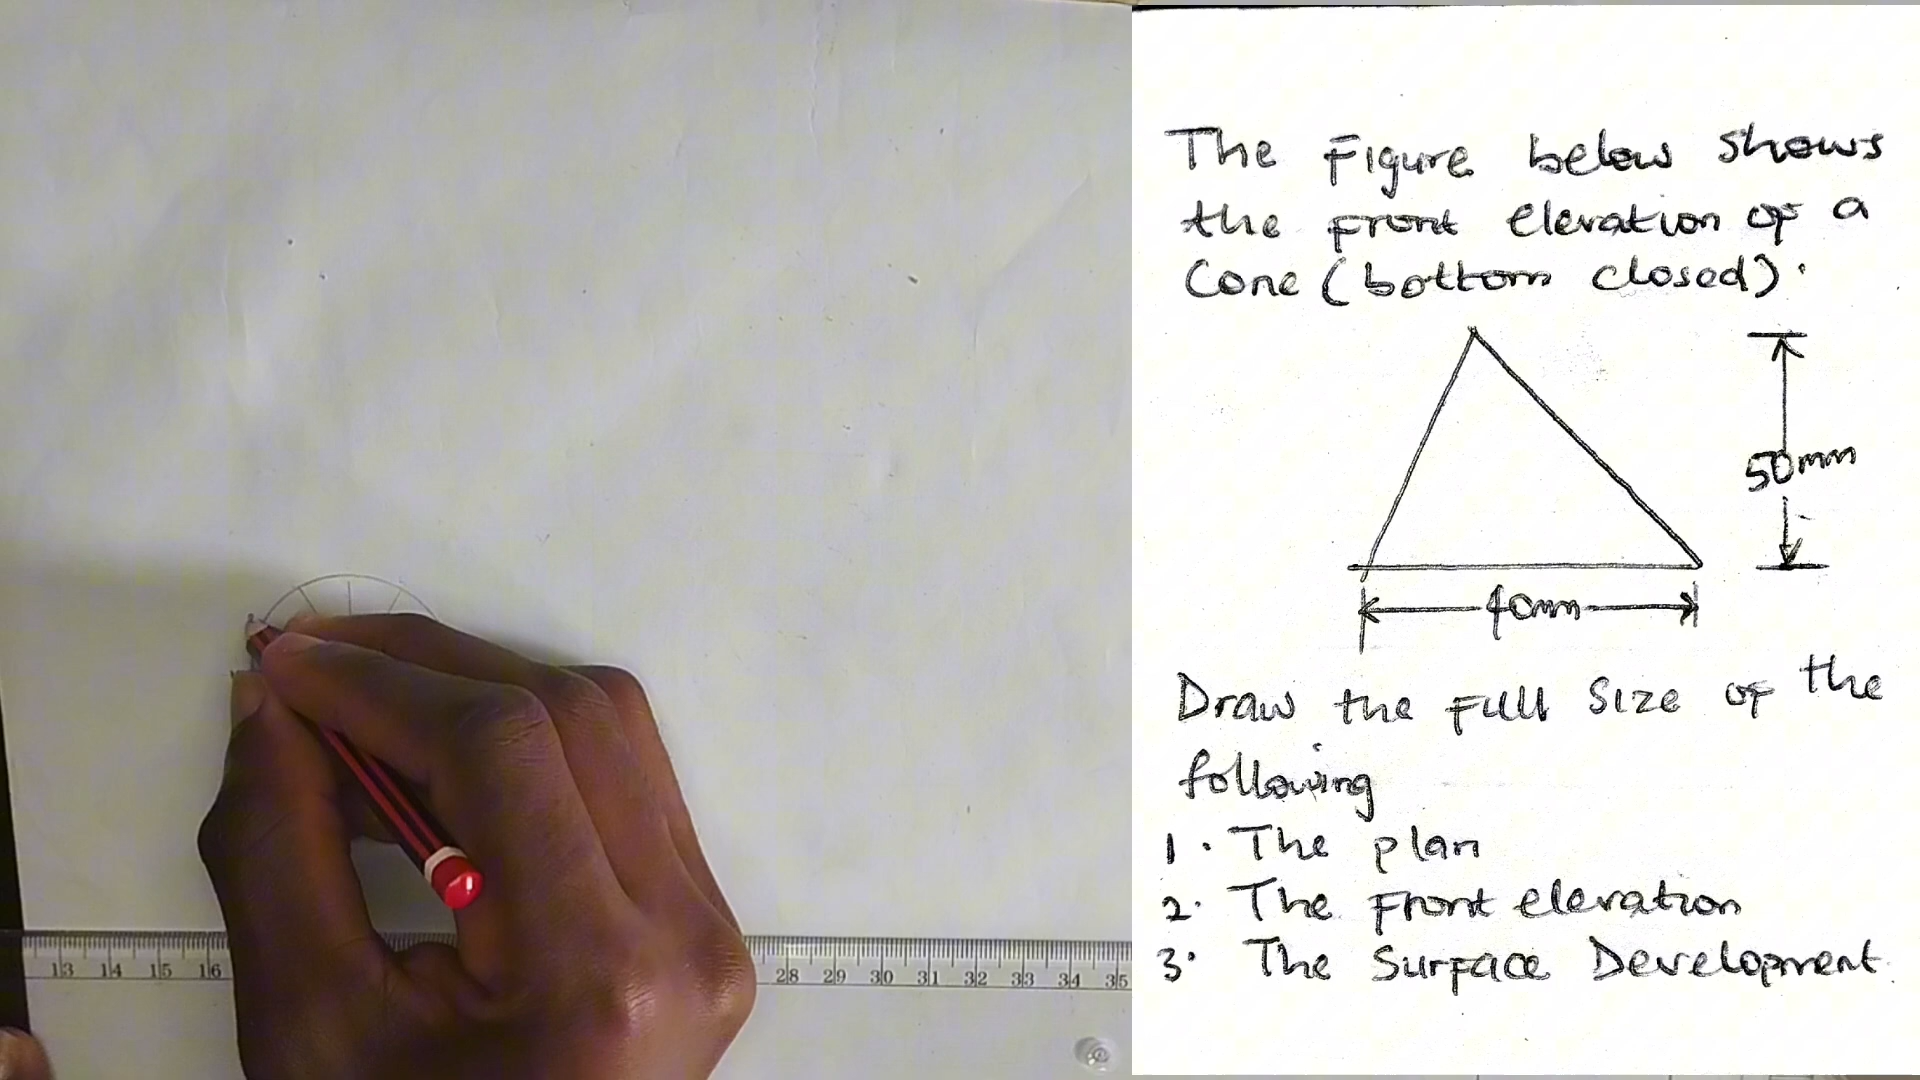 The Figure below shows
the front elevation of a
Cone (bottom closed).
50mm
40mm
Draw the full size of the
following
1. The plan
2. The front elevation
3. The Surface Development
13 14 15 16 28 29 30 31 32 33 34 35